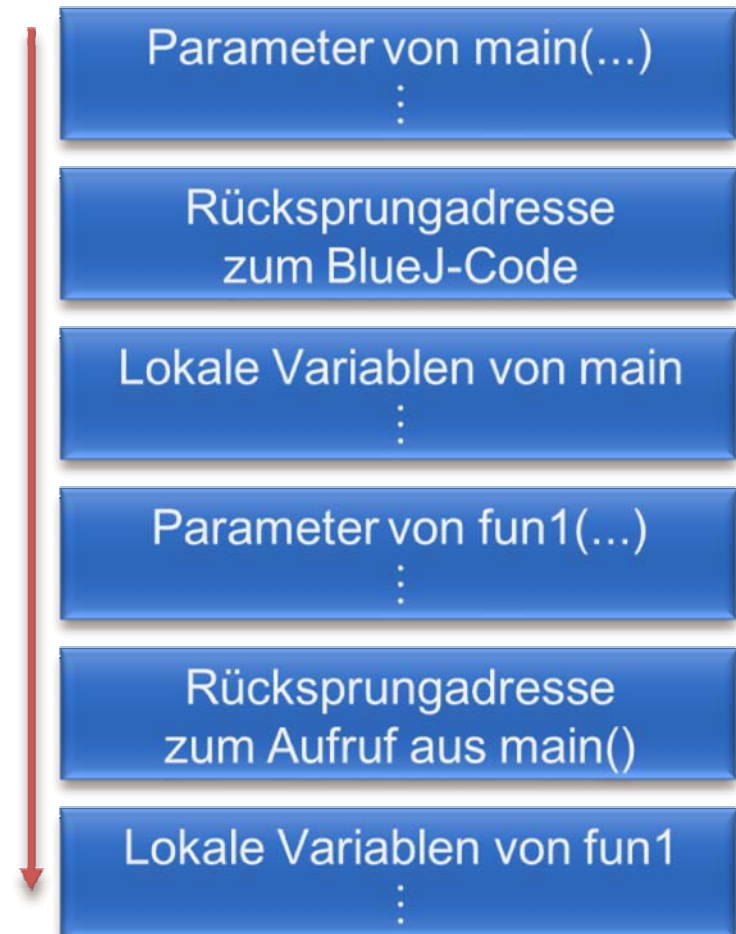 Parameter von main(...)
⋮
Rücksprungadresse
zum BlueJ-Code
Lokale Variablen von main
⋮
Parameter von fun1(...)
⋮
Rücksprungadresse
zum Aufruf aus main()
Lokale Variablen von fun1
⋮